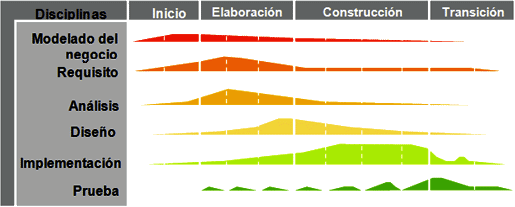 Disciplinas Inicio Elaboración Construcción Transición
Modelado del
negocio
Requisito
Análisis
Diseño
Implementación
Prueba